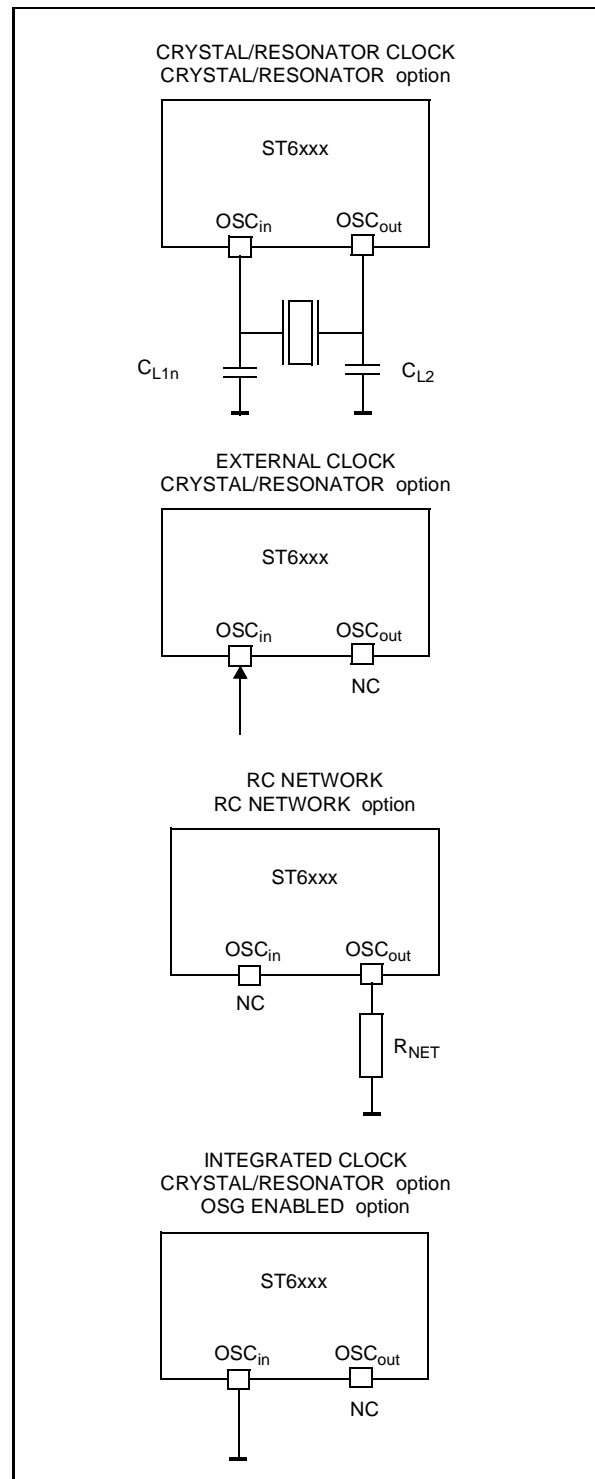 CRYSTAL/RESONATOR CLOCK
CRYSTAL/RESONATOR option
ST6xxx
OSCin OSCout
CL1n CL2
EXTERNAL CLOCK
CRYSTAL/RESONATOR option
ST6xxx
OSCin OSCout
NC
RC NETWORK
RC NETWORK option
ST6xxx
OSCin OSCout
NC
RNET
INTEGRATED CLOCK
CRYSTAL/RESONATOR option
OSG ENABLED option
ST6xxx
OSCin OSCout
NC